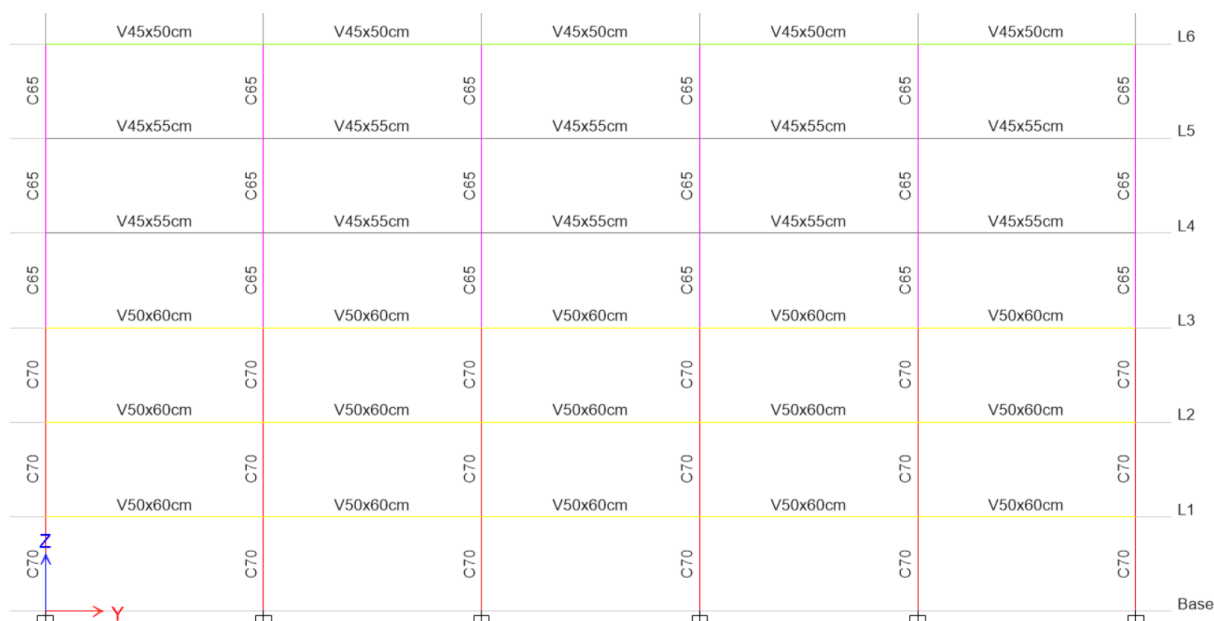 V45x50cm V45x50cm V45x50cm V45x50cm V45x50cm L6
C65 C65 C65 C65 C65 C65
V45x55cm V45x55cm V45x55cm V45x55cm V45x55cm L5
C65 C65 C65 C65 C65 C65
V45x55cm V45x55cm V45x55cm V45x55cm V45x55cm L4
C65 C65 C65 C65 C65 C65
V50x60cm V50x60cm V50x60cm V50x60cm V50x60cm L3
C70 C70 C70 C70 C70 C70
V50x60cm V50x60cm V50x60cm V50x60cm V50x60cm L2
C70 C70 C70 C70 C70 C70
V50x60cm V50x60cm V50x60cm V50x60cm V50x60cm L1
Z
C70 C70 C70 C70 C70 C70
Y Base